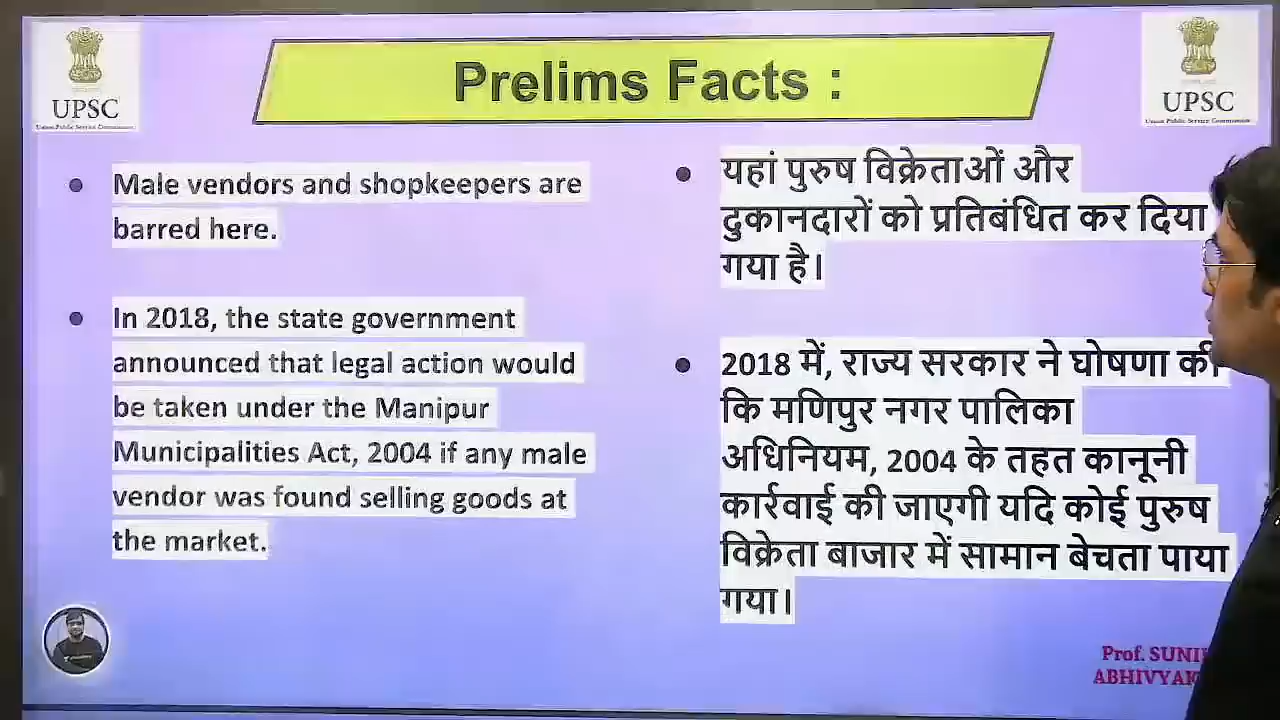 UPSC
Union Public Service Commission
Prelims Facts :
UPSC
Union Public Service Commission
Male vendors and shopkeepers are
barred here.
In 2018, the state government
announced that legal action would
be taken under the Manipur
Municipalities Act, 2004 if any male
vendor was found selling goods at
the market.
यहां पुरुष विक्रेताओं और
दुकानदारों को प्रतिबंधित कर दिया
गया है।
2018 में, राज्य सरकार ने घोषणा की
कि मणिपुर नगर पालिका
अधिनियम, 2004 के तहत कानूनी
कार्रवाई की जाएगी यदि कोई पुरुष
विक्रेता बाजार में सामान बेचता पाया
गया।
Prof.